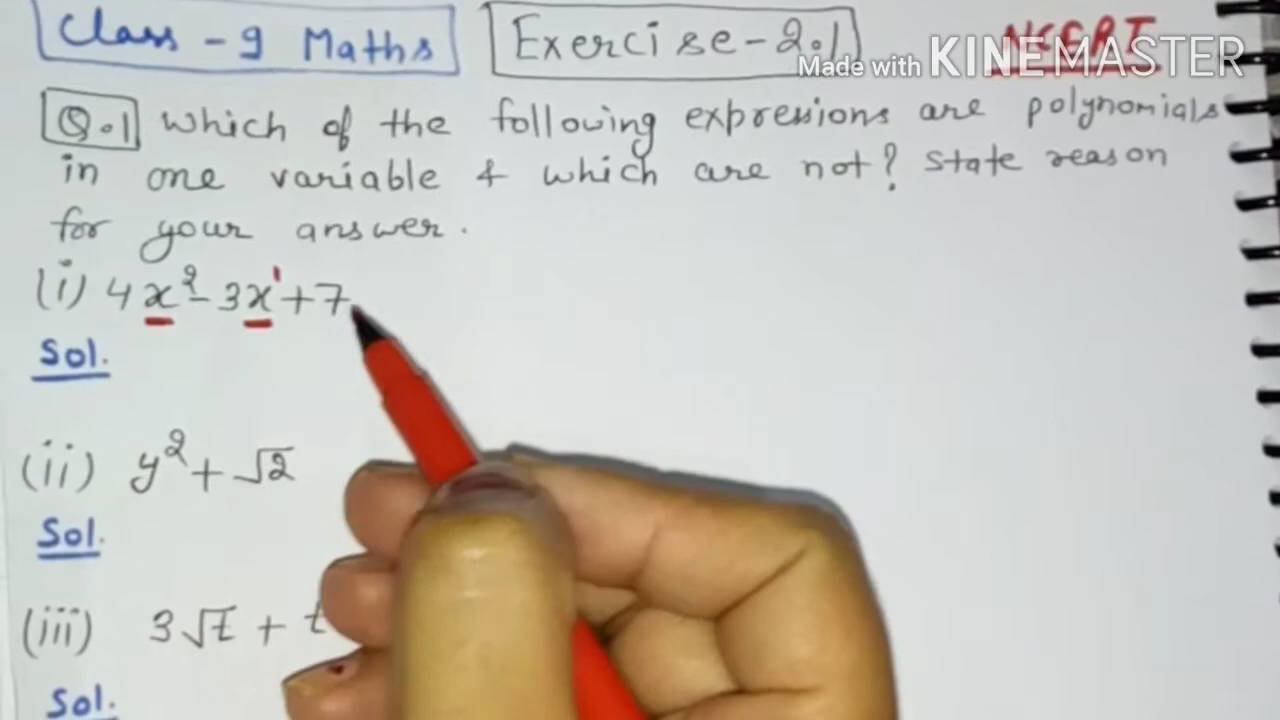 Class - 9 Maths
Exercise - 2.1
NCERT
Made with KINEMASTER
Q.1 Which of the following expressions are polynomials
in one variable & which are not? State reason
for your answer.
(i) 4x² - 3x¹ + 7
Sol.
(ii) y² + √2
Sol.
(iii) 3√t + t
Sol.